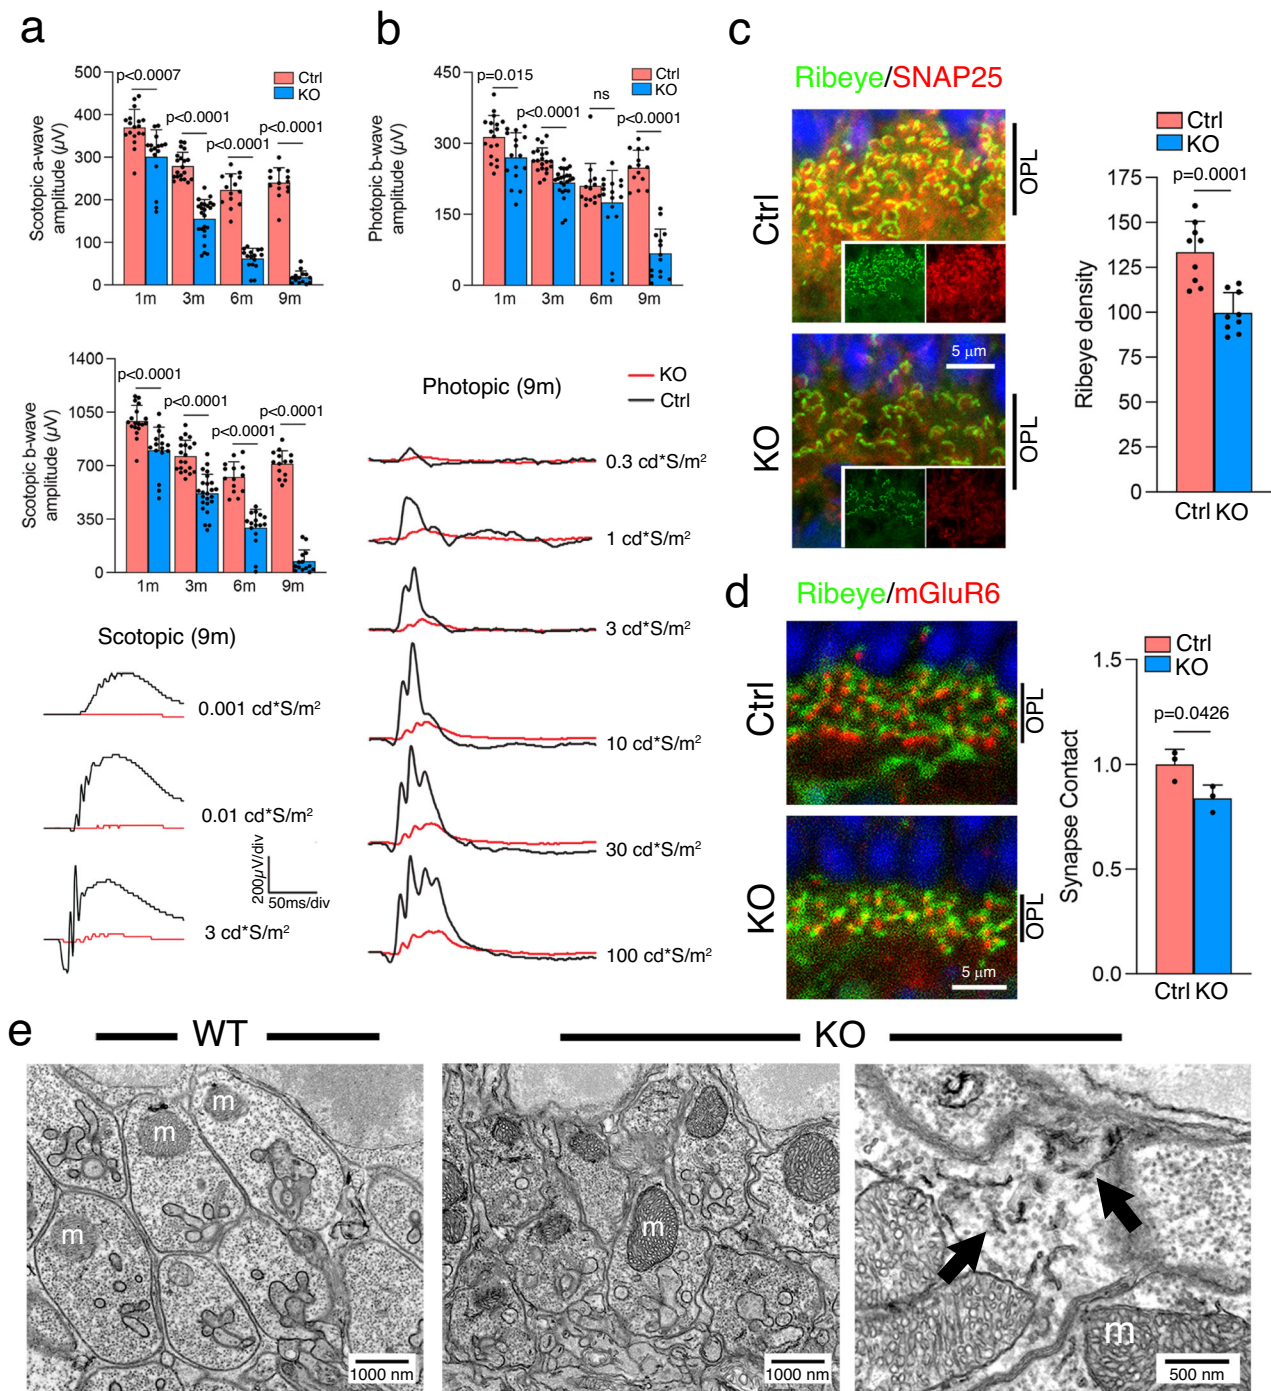 a
Scotopic a-wave
amplitude (µV)
500
400
300
200
100
0
p<0.0007
p<0.0001
p<0.0001
p<0.0001
Ctrl
KO
1m 3m 6m 9m
Scotopic b-wave
amplitude (µV)
1400
1050
700
350
0
p<0.0001
p<0.0001
p<0.0001
p<0.0001
1m 3m 6m 9m
Scotopic (9m)
0.001 cd*S/m²
0.01 cd*S/m²
3 cd*S/m²
200µV/div
50ms/div
b
Photopic b-wave
amplitude (µV)
450
300
150
0
p=0.015
p<0.0001
ns
p<0.0001
Ctrl
KO
1m 3m 6m 9m
Photopic (9m)
KO
Ctrl
0.3 cd*S/m²
1 cd*S/m²
3 cd*S/m²
10 cd*S/m²
30 cd*S/m²
100 cd*S/m²
c
Ribeye/SNAP25
Ctrl
OPL
KO
5 µm
OPL
Ctrl
KO
Ribeye density
175
150
125
100
75
50
25
0
p=0.0001
Ctrl KO
d
Ribeye/mGluR6
Ctrl
OPL
KO
OPL
5 µm
Ctrl
KO
Synapse Contact
1.5
1.0
0.5
0.0
p=0.0426
Ctrl KO
e
WT
KO
m
m
m
1000 nm
m
1000 nm
m
500 nm